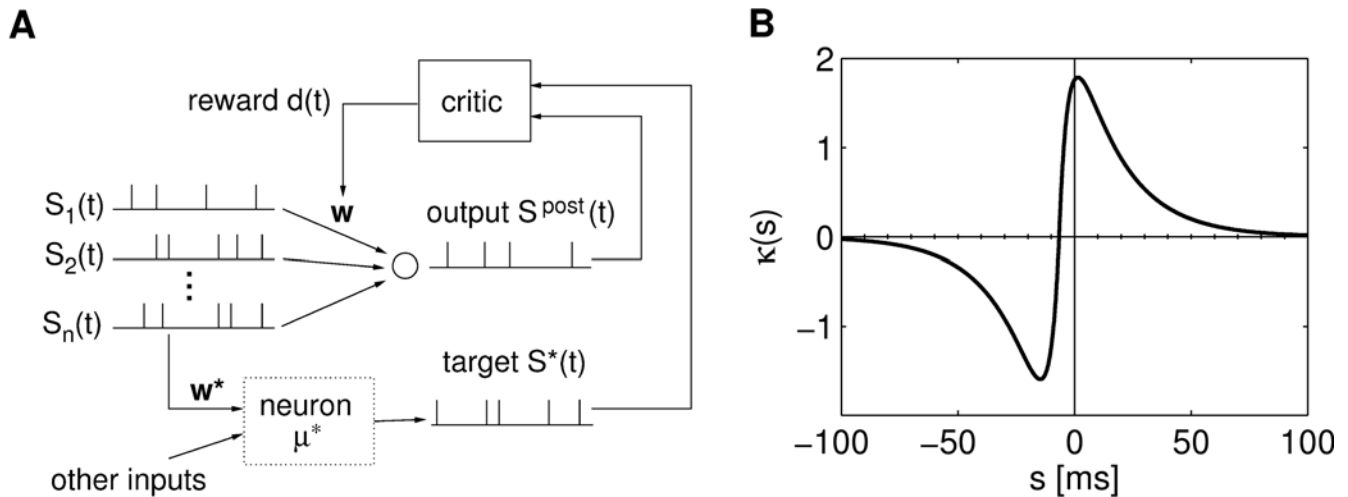 A
reward d(t)
critic
S₁(t)
w
output S^post(t)
S₂(t)
⋮
Sₙ(t)
target S*(t)
w*
neuron
μ*
other inputs
B
2
1
0
−1
κ(s)
−100
−50
0
50
100
s [ms]